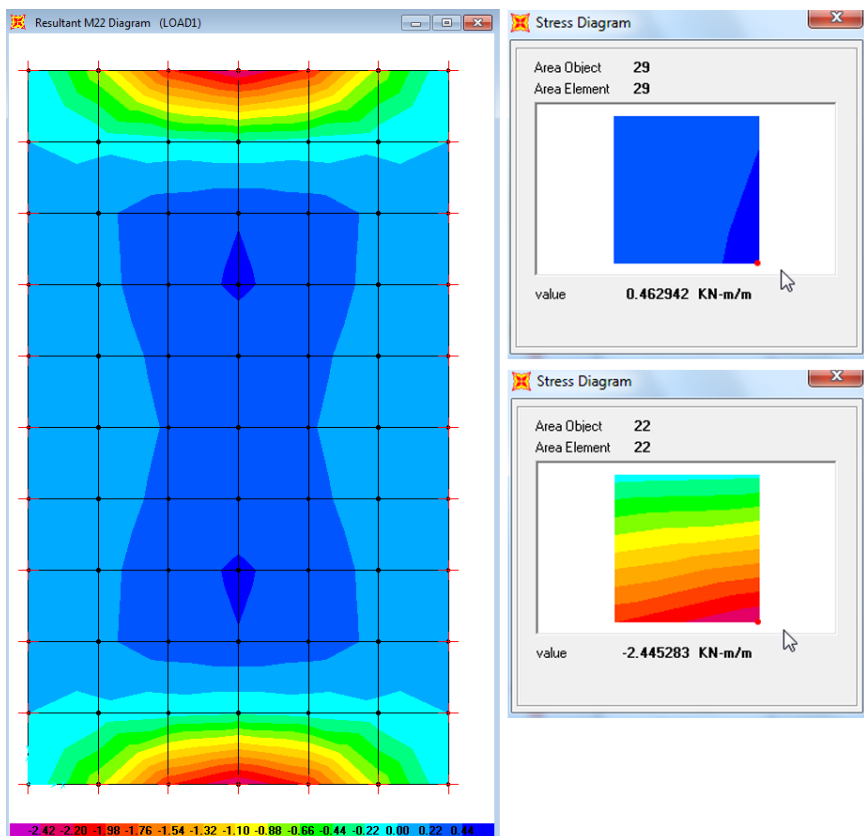 Resultant M22 Diagram (LOAD1)
-2.42 -2.20 -1.98 -1.76 -1.54 -1.32 -1.10 -0.88 -0.66 -0.44 -0.22 0.00 0.22 0.44
Stress Diagram
Area Object 29
Area Element 29
value 0.462942 KN-m/m
Stress Diagram
Area Object 22
Area Element 22
value -2.445283 KN-m/m